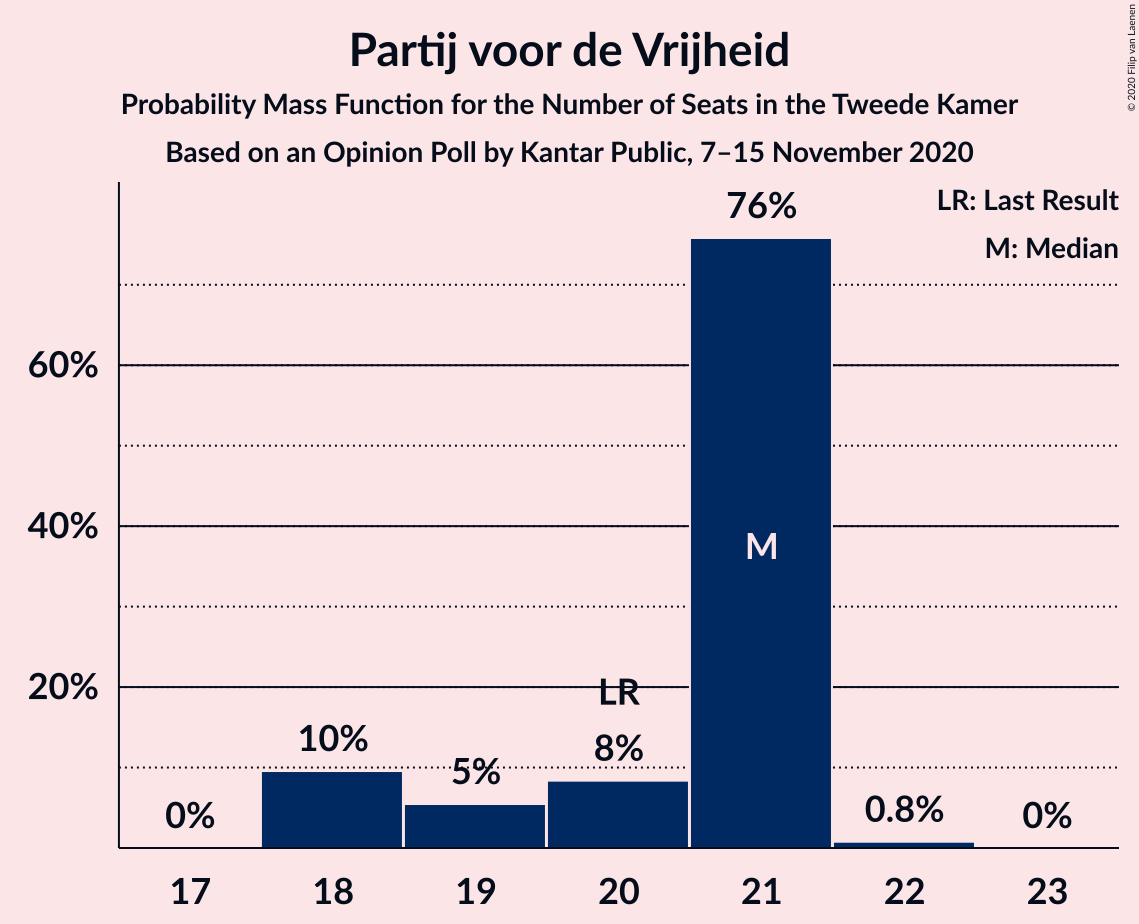 Partij voor de Vrijheid
Probability Mass Function for the Number of Seats in the Tweede Kamer
Based on an Opinion Poll by Kantar Public, 7–15 November 2020
© 2020 Filip van Laenen
LR: Last Result
M: Median
76%
60%
40%
M
20%
LR
10%
8%
5%
0%
0.8%
0%
17 18 19 20 21 22 23